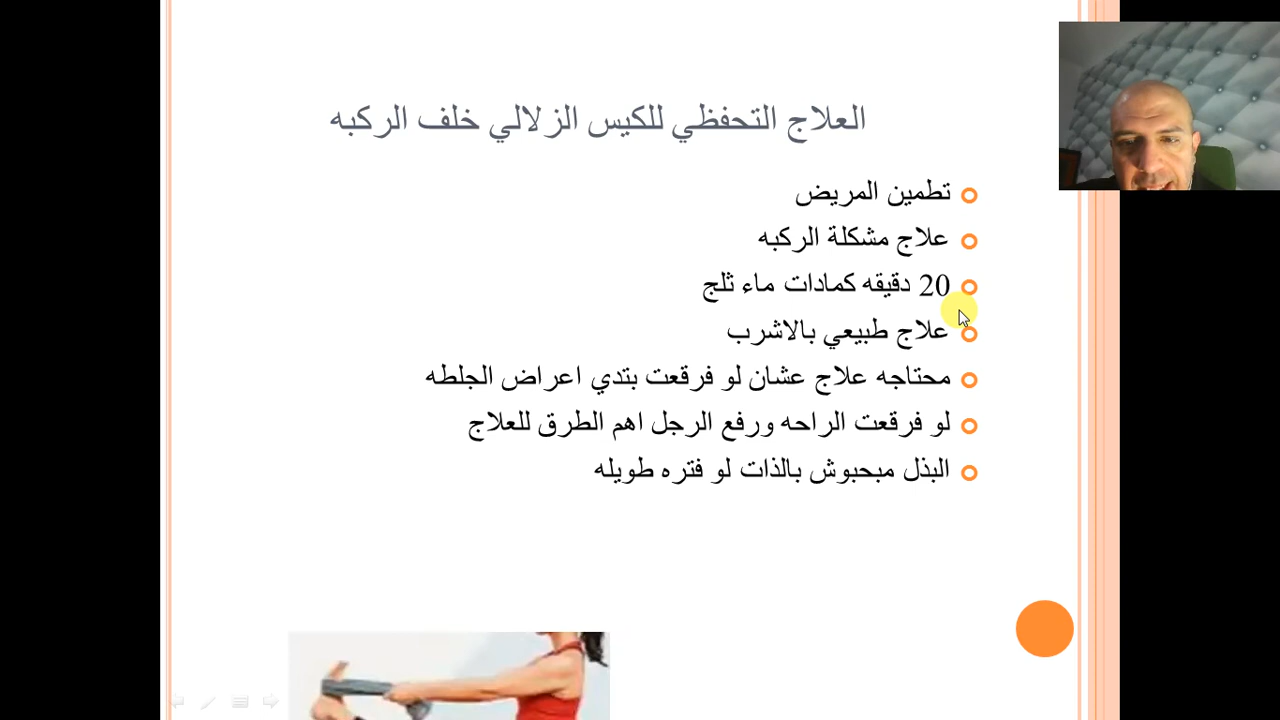 العلاج التحفظي للكيس الزلالي خلف الركبه
تطمين المريض
علاج مشكلة الركبه
20 دقيقه كمادات ماء ثلج
علاج طبيعي بالاشرب
محتاجه علاج عشان لو فرقعت بتدي اعراض الجلطه
لو فرقعت الراحه ورفع الرجل اهم الطرق للعلاج
البذل مبحبوش بالذات لو فتره طويله